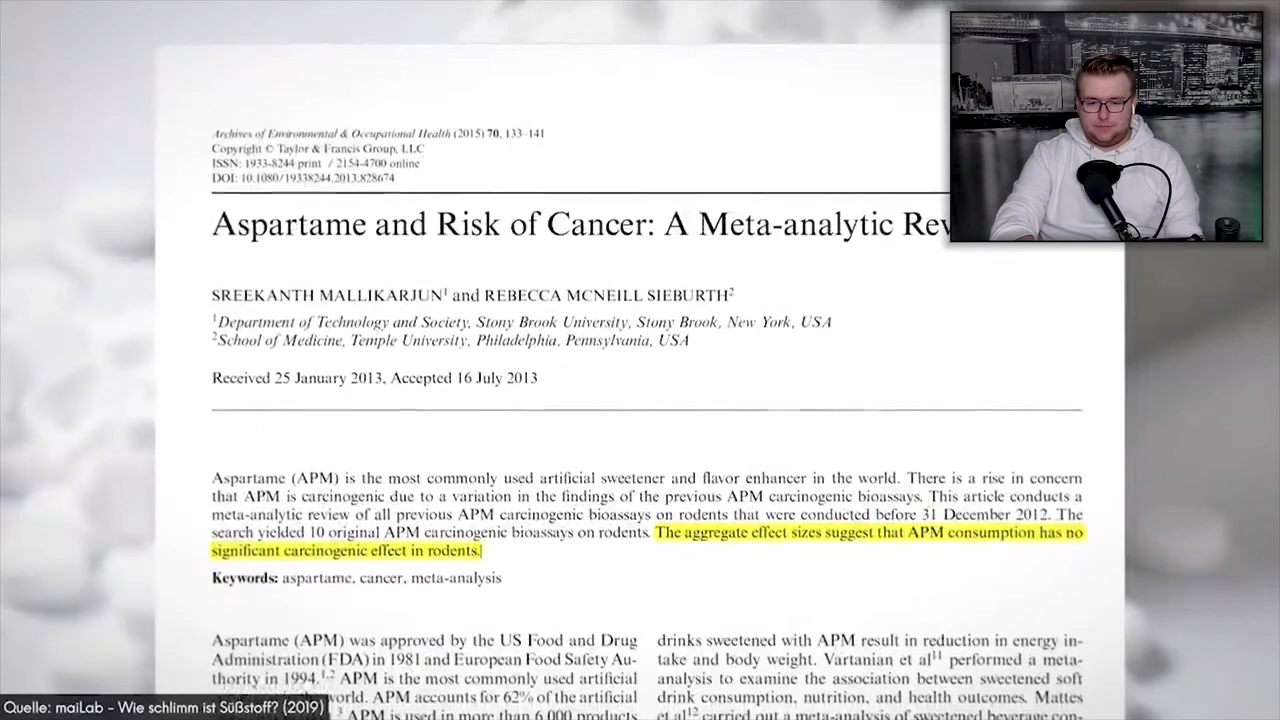 Archives of Environmental & Occupational Health (2015) 70, 133–141
Copyright © Taylor & Francis Group, LLC
ISSN: 1933-8244 print / 2154-4700 online
DOI: 10.1080/19338244.2013.828674
Aspartame and Risk of Cancer: A Meta-analytic Rev
SREEKANTH MALLIKARJUN¹ and REBECCA MCNEILL SIEBURTH²
¹Department of Technology and Society, Stony Brook University, Stony Brook, New York, USA
²School of Medicine, Temple University, Philadelphia, Pennsylvania, USA
Received 25 January 2013, Accepted 16 July 2013
Aspartame (APM) is the most commonly used artificial sweetener and flavor enhancer in the world. There is a rise in concern
that APM is carcinogenic due to a variation in the findings of the previous APM carcinogenic bioassays. This article conducts a
meta-analytic review of all previous APM carcinogenic bioassays on rodents that were conducted before 31 December 2012. The
search yielded 10 original APM carcinogenic bioassays on rodents. The aggregate effect sizes suggest that APM consumption has no
significant carcinogenic effect in rodents.
Keywords: aspartame, cancer, meta-analysis
Aspartame (APM) was approved by the US Food and Drug
Administration (FDA) in 1981 and European Food Safety Au-
thority in 1994.¹,² APM is the most commonly used artificial
world. APM accounts for 62% of the artificial
³ APM is used in more than 6,000 products
drinks sweetened with APM result in reduction in energy in-
take and body weight. Vartanian et al¹¹ performed a meta-
analysis to examine the association between sweetened soft
drink consumption, nutrition, and health outcomes. Mattes
et al¹² carried out a meta-analysis of sweetened beverage con-
Quelle: maiLab - Wie schlimm ist Süßstoff? (2019)